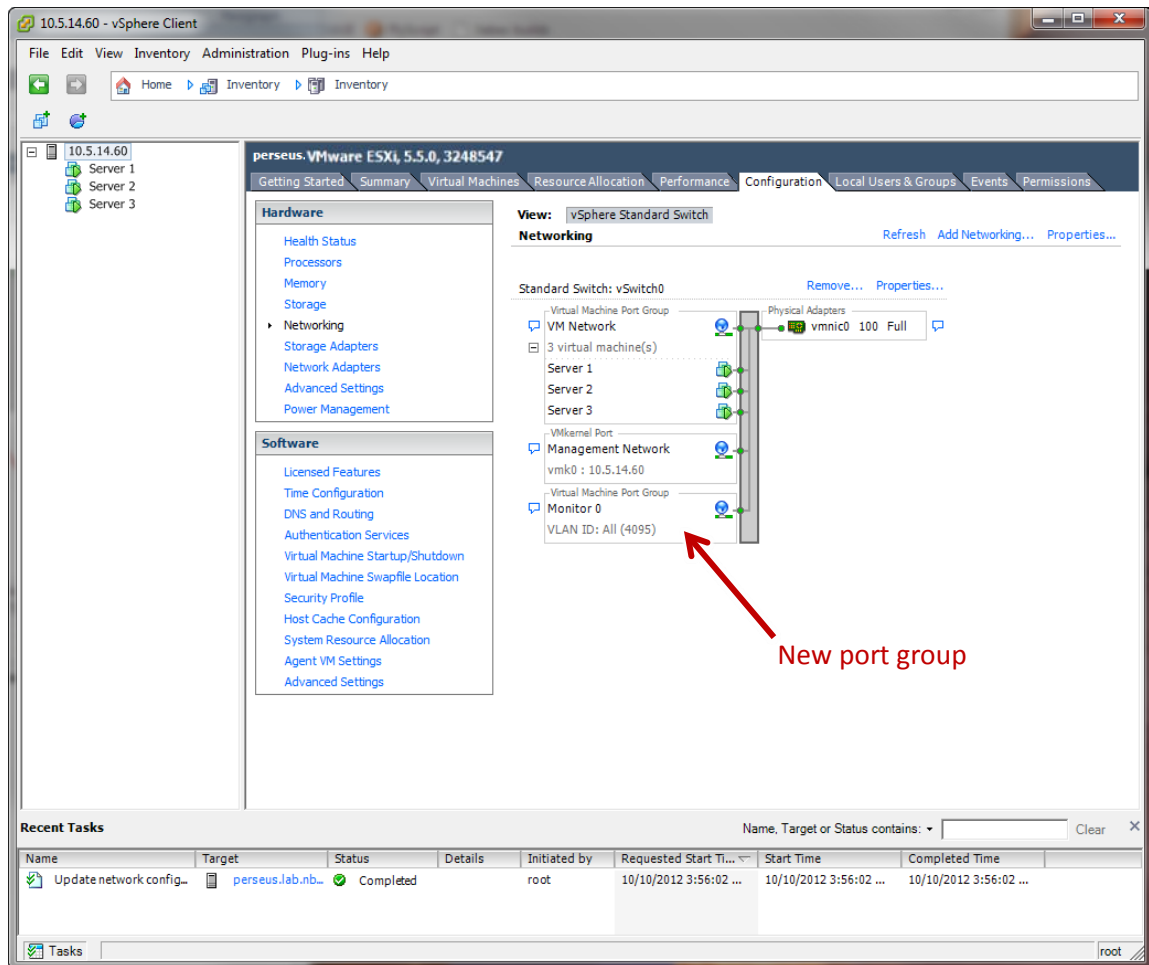 10.5.14.60 - vSphere Client
File Edit View Inventory Administration Plug-ins Help
Home Inventory Inventory
10.5.14.60
Server 1
Server 2
Server 3
perseus. VMware ESXi, 5.5.0, 3248547
Getting Started Summary Virtual Machines Resource Allocation Performance Configuration Local Users & Groups Events Permissions
Hardware
Health Status
Processors
Memory
Storage
Networking
Storage Adapters
Network Adapters
Advanced Settings
Power Management
Software
Licensed Features
Time Configuration
DNS and Routing
Authentication Services
Virtual Machine Startup/Shutdown
Virtual Machine Swapfile Location
Security Profile
Host Cache Configuration
System Resource Allocation
Agent VM Settings
Advanced Settings
View: vSphere Standard Switch
Networking Refresh Add Networking... Properties...
Standard Switch: vSwitch0 Remove... Properties...
Virtual Machine Port Group
VM Network
3 virtual machine(s)
Server 1
Server 2
Server 3
Physical Adapters
vmnic0 100 Full
VMkernel Port
Management Network
vmk0 : 10.5.14.60
Virtual Machine Port Group
Monitor 0
VLAN ID: All (4095)
New port group
Recent Tasks Name, Target or Status contains: Clear
Name Target Status Details Initiated by Requested Start Ti... Start Time Completed Time
Update network config... perseus.lab.nb... Completed root 10/10/2012 3:56:02 ... 10/10/2012 3:56:02 ... 10/10/2012 3:56:02 ...
Tasks root